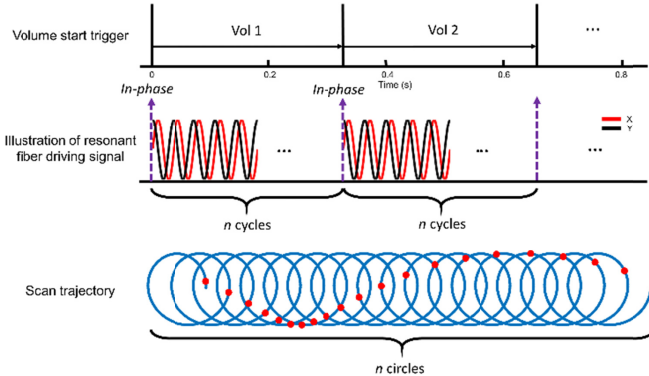 Volume start trigger
Vol 1
Vol 2
...
0
0.2
0.4
0.6
0.8
Time (s)
In-phase
In-phase
Illustration of resonant
fiber driving signal
...
...
...
X
Y
n cycles
n cycles
Scan trajectory
n circles